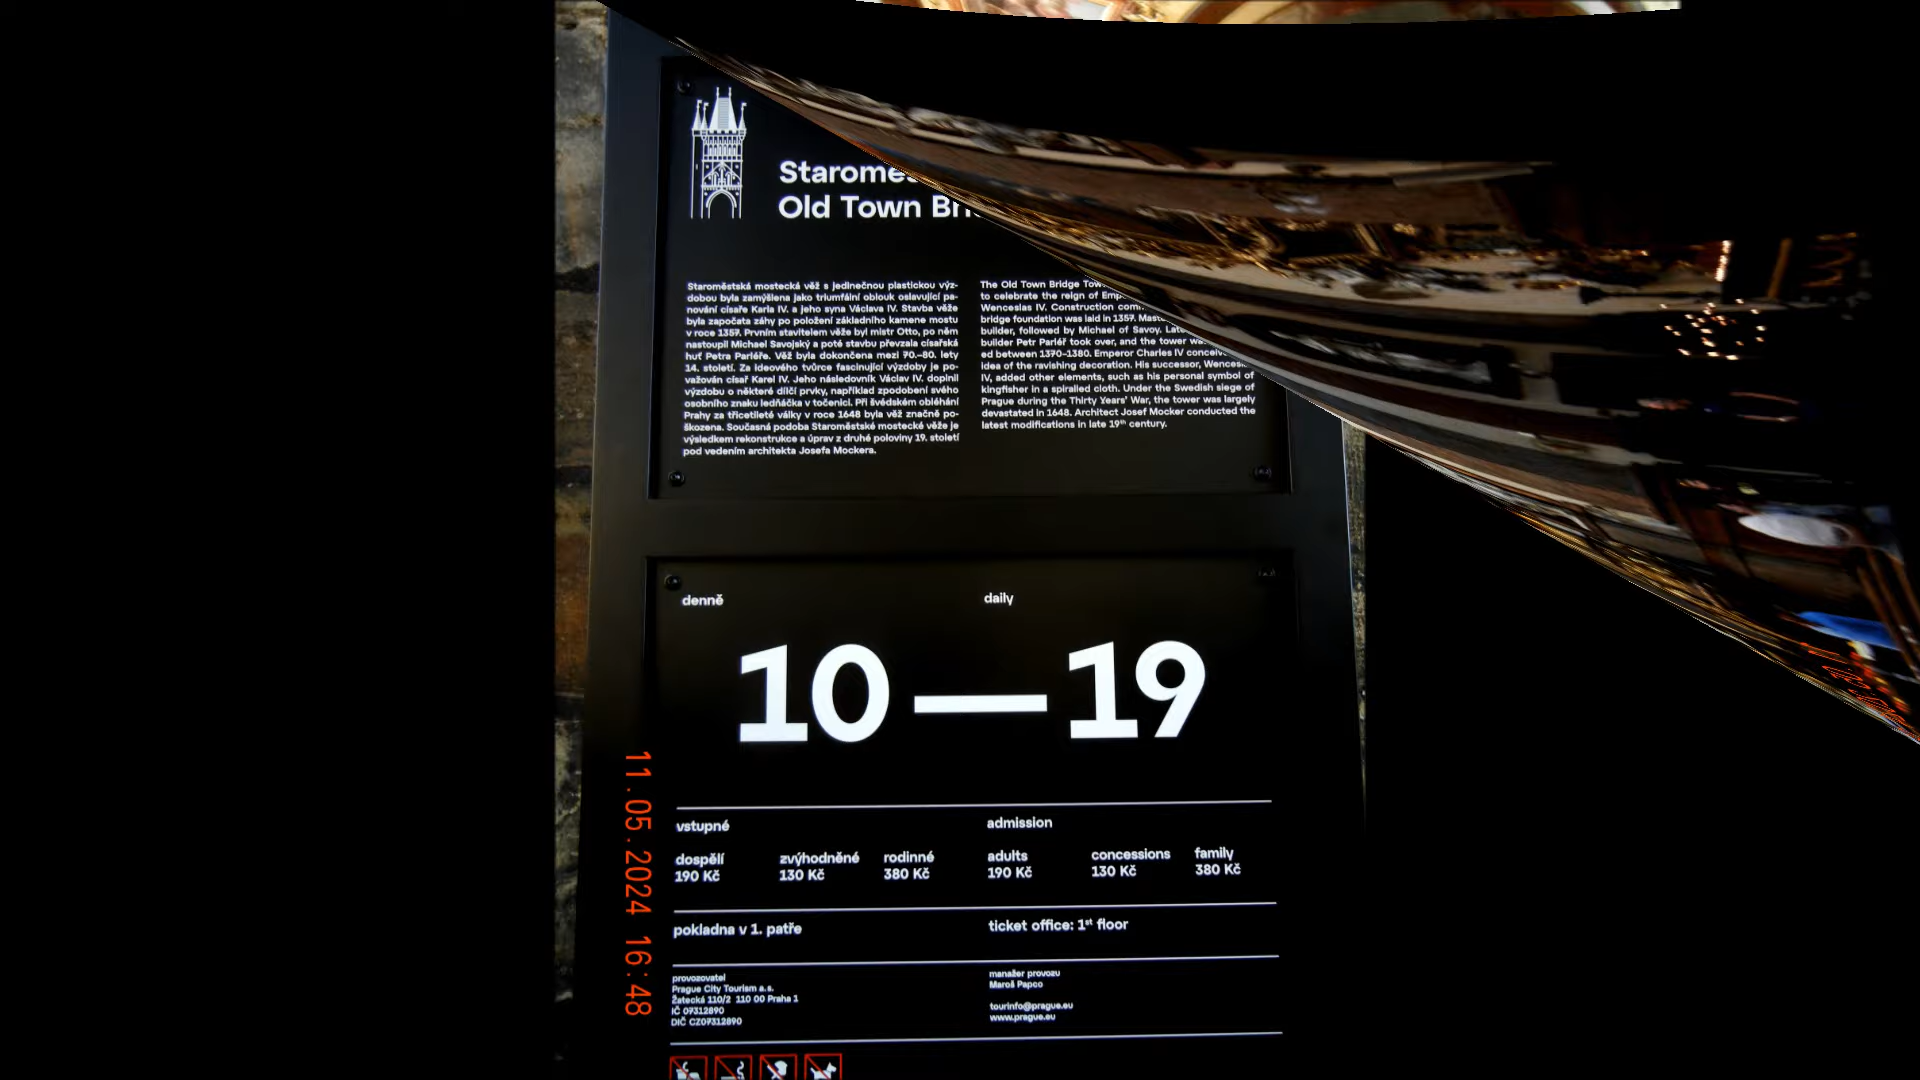 Old Town
Staroměstská mostecká věž s jedinečnou plastickou výz-
dobou byla zamýšlena jako triumfální oblouk oslavující pa-
nování císaře Karla IV. a jeho syna Václava IV. Stavba věže
byla započata záhy po položení základního kamene mostu
v roce 1357. Prvním stavitelem věže byl mistr Otto, po něm
nastoupil Michael Savojský a poté stavbu převzala císařská
huť Petra Parléře. Věž byla dokončena mezi 70.–80. lety
14. století. Za ideového tvůrce fascinující výzdoby je po-
važován císař Karel IV. Jeho následovník Václav IV. doplnil
výzdobu o některé dílčí prvky, například zpodobení svého
osobního znaku ledňáčka v točenici. Při švédském obléhání
Prahy za třicetileté války v roce 1648 byla věž značně po-
škozena. Současná podoba Staroměstské mostecké věže je
výsledkem rekonstrukce a úprav z druhé poloviny 19. století
pod vedením architekta Josefa Mockera.
The Old Town Bridge
to celebrate the reign of
Wenceslas IV. Construction
bridge foundation was laid in 1357.
builder, followed by Michael of Savoy.
builder Petr Parléř took over, and the tower
ed between 1370–1380. Emperor Charles IV
idea of the ravishing decoration. His successor,
IV, added other elements, such as his personal symbol of
kingfisher in a spiralled cloth. Under the Swedish siege of
Prague during the Thirty Years' War, the tower was largely
devastated in 1648. Architect Josef Mocker conducted the
latest modifications in late 19th century.
denně daily
10 — 19
vstupné admission
dospělí zvýhodněné rodinné adults concessions family
190 Kč 130 Kč 380 Kč 190 Kč 130 Kč 380 Kč
pokladna v 1. patře ticket office: 1st floor
provozovatel
Prague City Tourism a.s.
Žatecká 110/2 110 00 Praha 1
IČ 07312890
DIČ CZ07312890
manažer provozu
Maroš Papco
tourinfo@prague.eu
www.prague.eu
11.05.2024 16:48